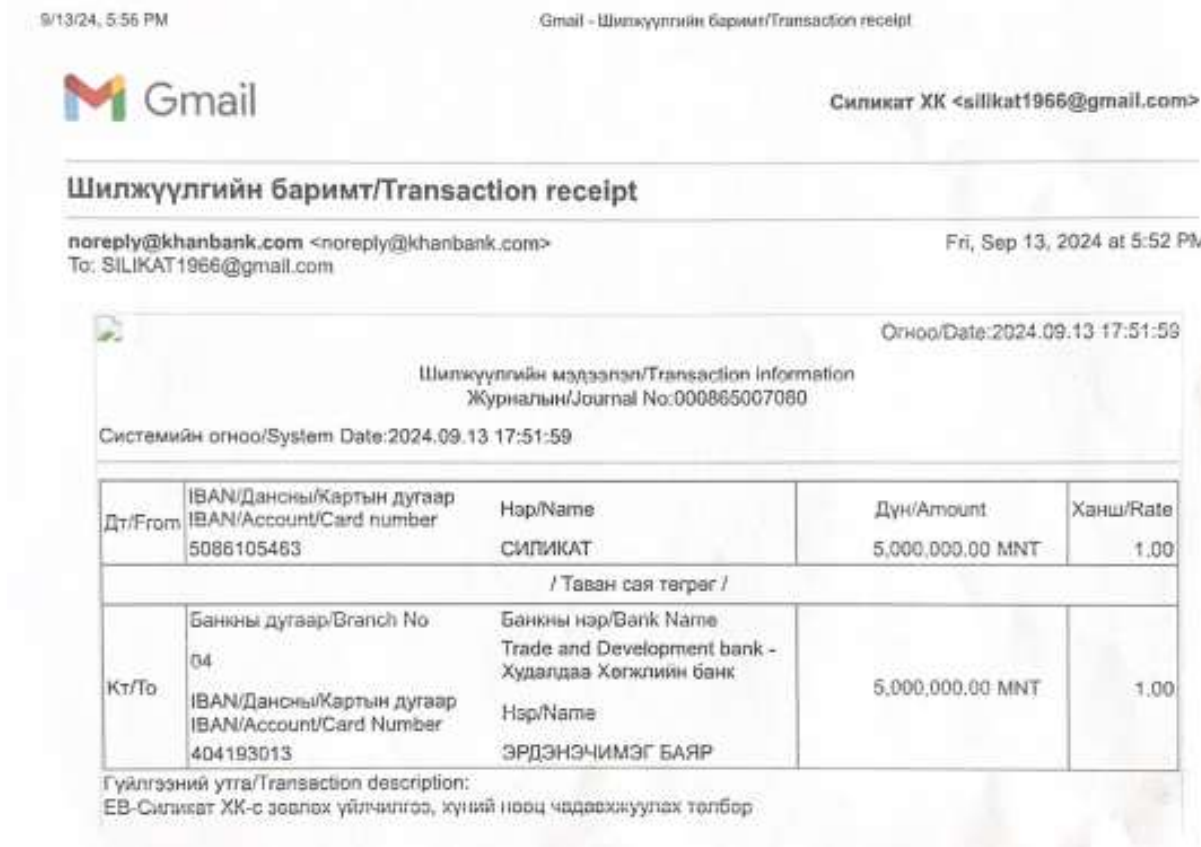 9/13/24, 5:56 PM
Gmail - Шилжүүлгийн баримт/Transaction receipt
Gmail
Силикат ХК <silikat1966@gmail.com>
Шилжүүлгийн баримт/Transaction receipt
noreply@khanbank.com <noreply@khanbank.com>
Fri, Sep 13, 2024 at 5:52 PM
To: SILIKAT1966@gmail.com
Огноо/Date:2024.09.13 17:51:59
Шилжүүлгийн мэдээлэл/Transaction information
Журналын/Journal No:000865007080
Системийн огноо/System Date:2024.09.13 17:51:59
Дт/From
IBAN/Дансны/Картын дугаар
IBAN/Account/Card number
Нэр/Name
Дүн/Amount
Ханш/Rate
5086105463
СИЛИКАТ
5,000,000.00 MNT
1.00
/ Таван сая төгрөг /
Кт/To
Банкны дугаар/Branch No
Банкны нэр/Bank Name
04
Trade and Development bank -
Худалдаа Хөгжлийн банк
5,000,000.00 MNT
1.00
IBAN/Дансны/Картын дугаар
IBAN/Account/Card Number
Нэр/Name
404193013
ЭРДЭНЭЧИМЭГ БАЯР
Гүйлгээний утга/Transaction description:
ЕВ-Силикат ХК-с зөвлөх үйлчилгээ, хүний нөөц чадавхжуулах төлбөр